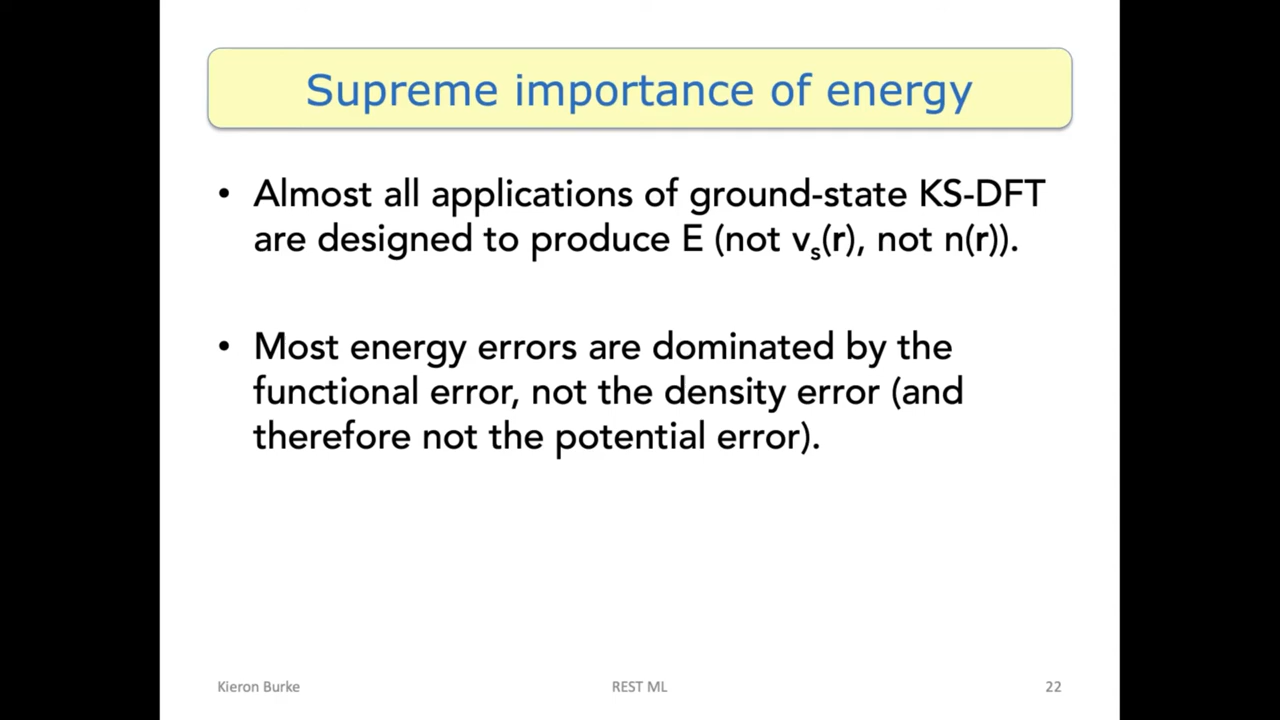 Supreme importance of energy
• Almost all applications of ground-state KS-DFT
are designed to produce E (not vₛ(r), not n(r)).
• Most energy errors are dominated by the
functional error, not the density error (and
therefore not the potential error).
Kieron Burke
REST ML
22